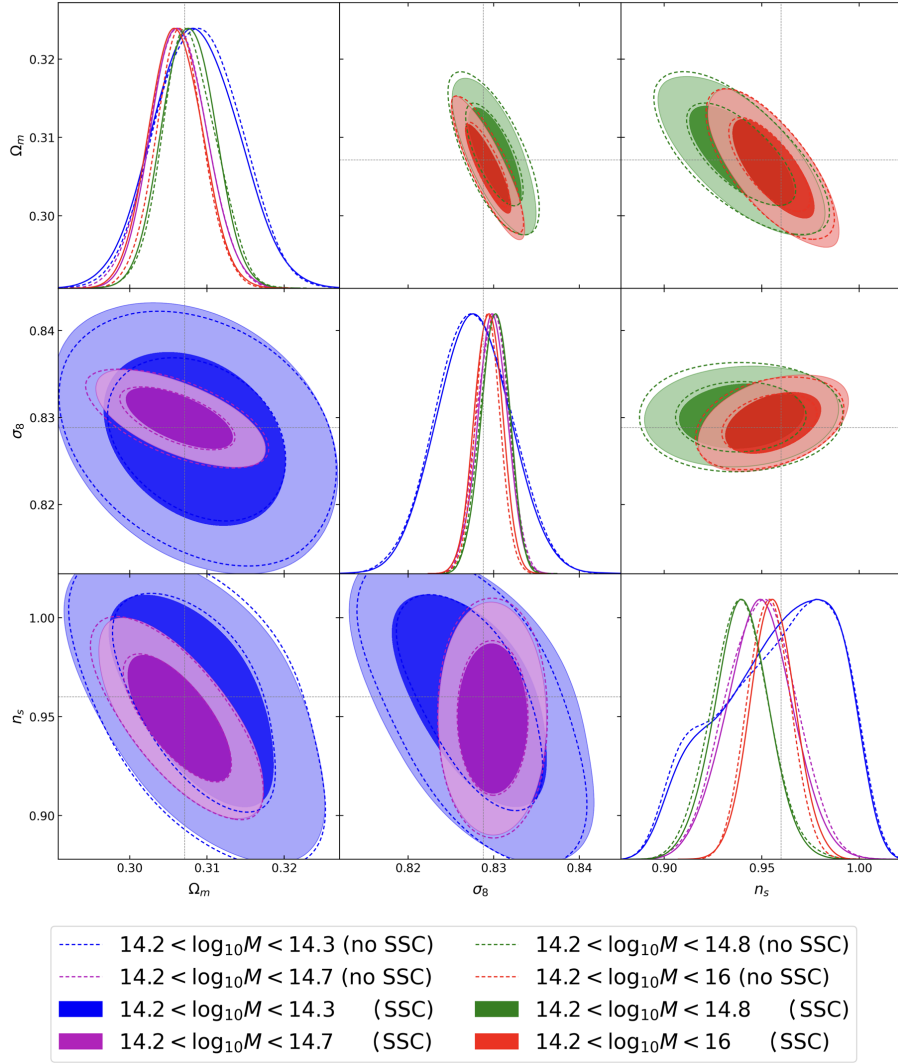 0.32
0.31
0.30
Ωₘ
0.84
0.83
0.82
σ₈
1.00
0.95
0.90
nₛ
0.30 0.31 0.32 0.82 0.83 0.84 0.90 0.95 1.00
Ωₘ σ₈ nₛ
14.2 < log₁₀M < 14.3 (no SSC) 14.2 < log₁₀M < 14.8 (no SSC)
14.2 < log₁₀M < 14.7 (no SSC) 14.2 < log₁₀M < 16 (no SSC)
14.2 < log₁₀M < 14.3 (SSC) 14.2 < log₁₀M < 14.8 (SSC)
14.2 < log₁₀M < 14.7 (SSC) 14.2 < log₁₀M < 16 (SSC)